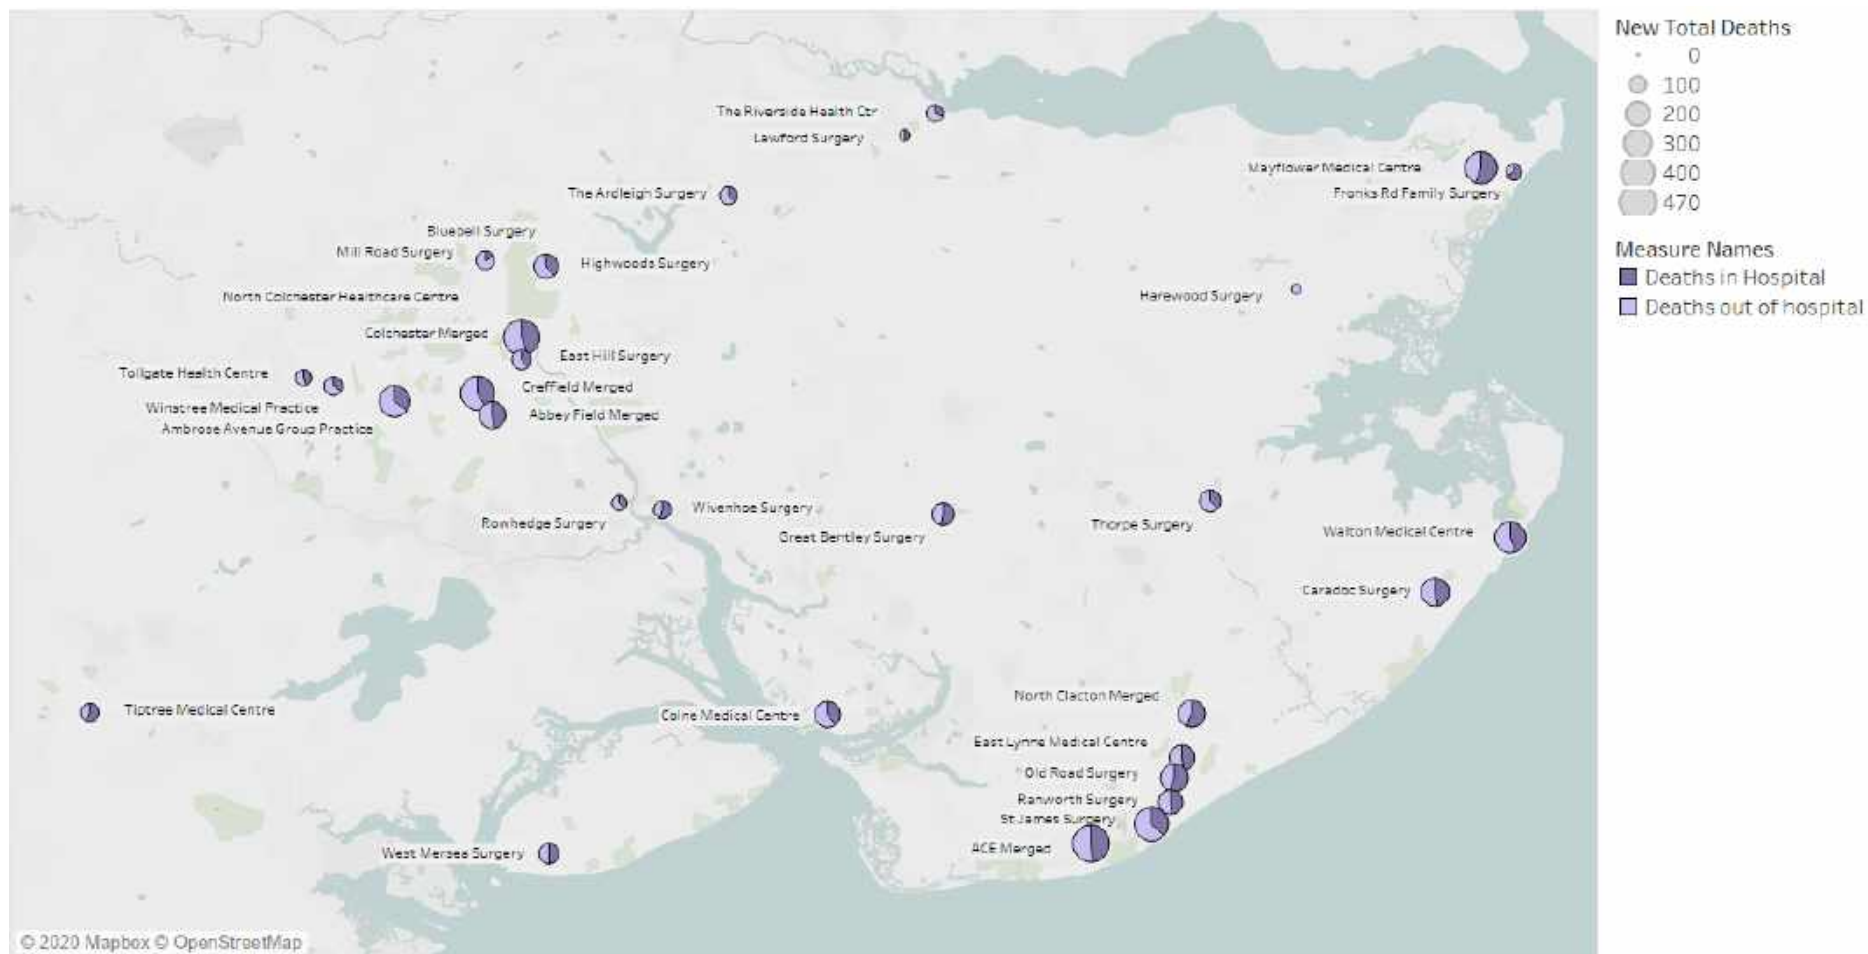 New Total Deaths
0
100
200
300
400
470
Measure Names
Deaths in Hospital
Deaths out of hospital
The Riverside Health Ctr
Lawford Surgery
Mayflower Medical Centre
Fronks Rd Family Surgery
The Ardleigh Surgery
Bluebell Surgery
Mill Road Surgery
Highwoods Surgery
North Colchester Healthcare Centre
Harewood Surgery
Colchester Merged
East Hill Surgery
Tollgate Health Centre
Creffield Merged
Winstree Medical Practice
Abbey Field Merged
Ambrose Avenue Group Practice
Rowhedge Surgery
Wivenhoe Surgery
Great Bentley Surgery
Thorpe Surgery
Walton Medical Centre
Caradoc Surgery
North Clacton Merged
Tiptree Medical Centre
Colne Medical Centre
East Lynne Medical Centre
Old Road Surgery
Ranworth Surgery
St James Surgery
ACE Merged
West Mersea Surgery
© 2020 Mapbox © OpenStreetMap